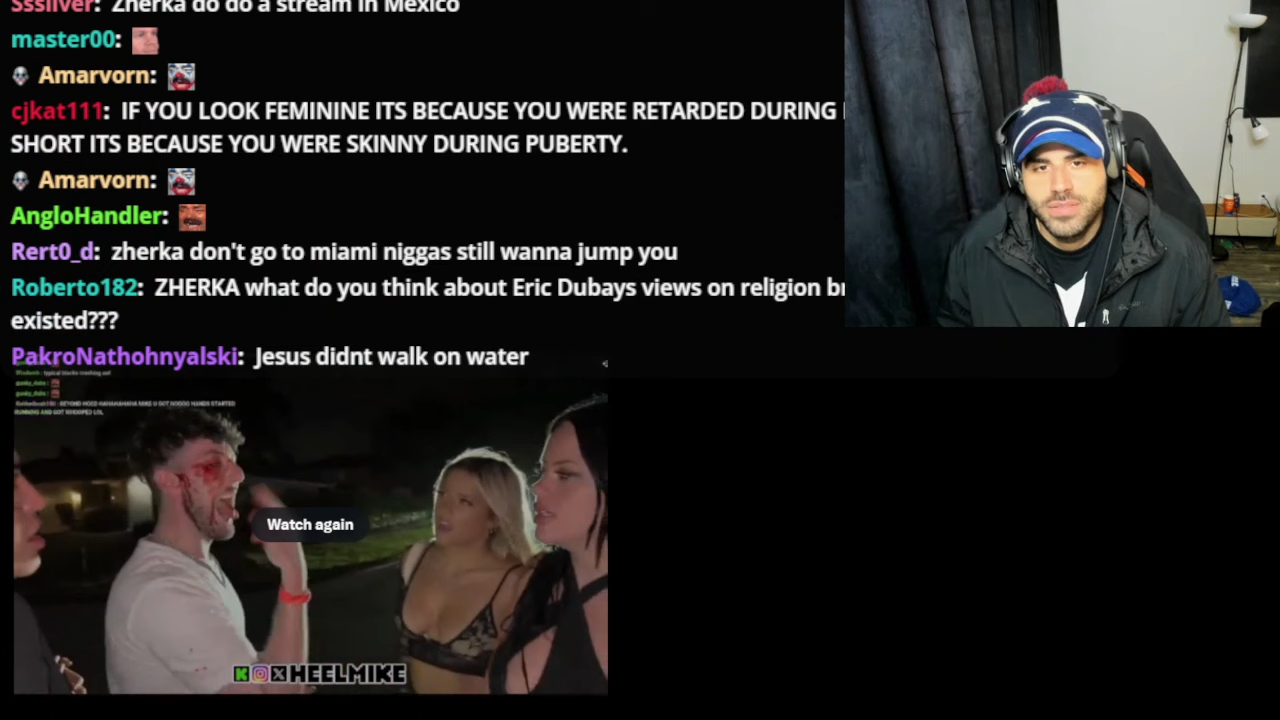 Sssilver: Zherka do do a stream in Mexico
master00:
Amarvorn:
cjkat111: IF YOU LOOK FEMININE ITS BECAUSE YOU WERE RETARDED DURING
SHORT ITS BECAUSE YOU WERE SKINNY DURING PUBERTY.
Amarvorn:
AngloHandler:
Rert0_d: zherka don't go to miami niggas still wanna jump you
Roberto182: ZHERKA what do you think about Eric Dubays views on religion br
existed???
PakroNathohnyalski: Jesus didnt walk on water
Watch again
HEELMIKE